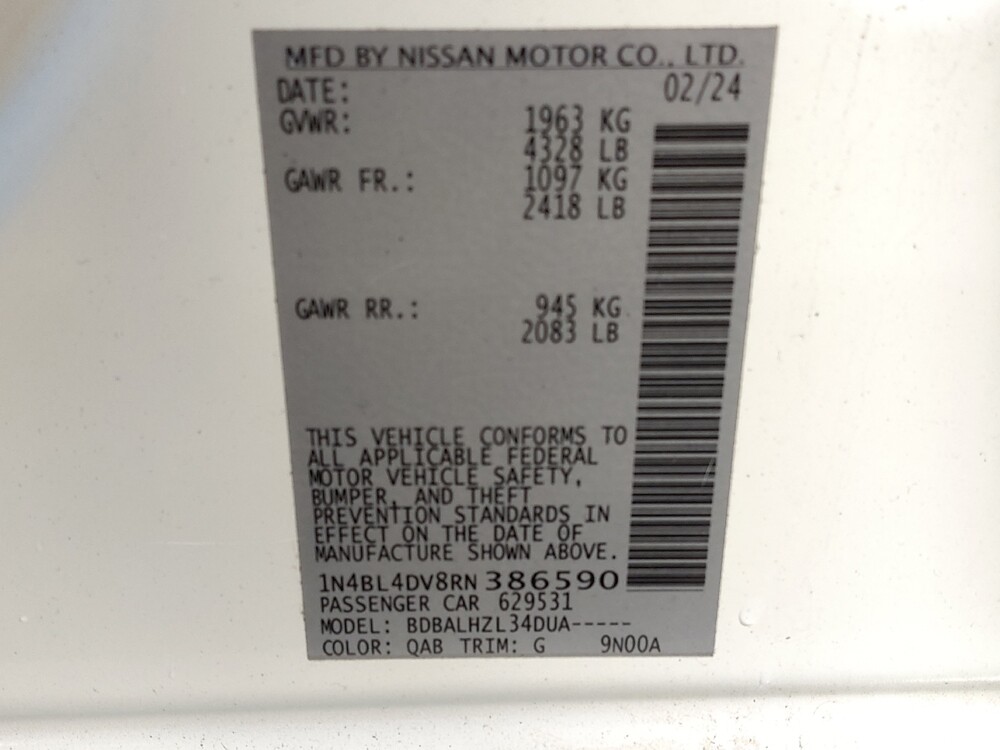 MFD BY NISSAN MOTOR CO., LTD.
DATE: 02/24
GVWR: 1963 KG
4328 LB
GAWR FR.: 1097 KG
2418 LB
GAWR RR.: 945 KG
2083 LB
THIS VEHICLE CONFORMS TO
ALL APPLICABLE FEDERAL
MOTOR VEHICLE SAFETY,
BUMPER, AND THEFT
PREVENTION STANDARDS IN
EFFECT ON THE DATE OF
MANUFACTURE SHOWN ABOVE.
1N4BL4DV8RN386590
PASSENGER CAR 629531
MODEL: BDBALHZL34DUA-----
COLOR: QAB TRIM: G 9N00A